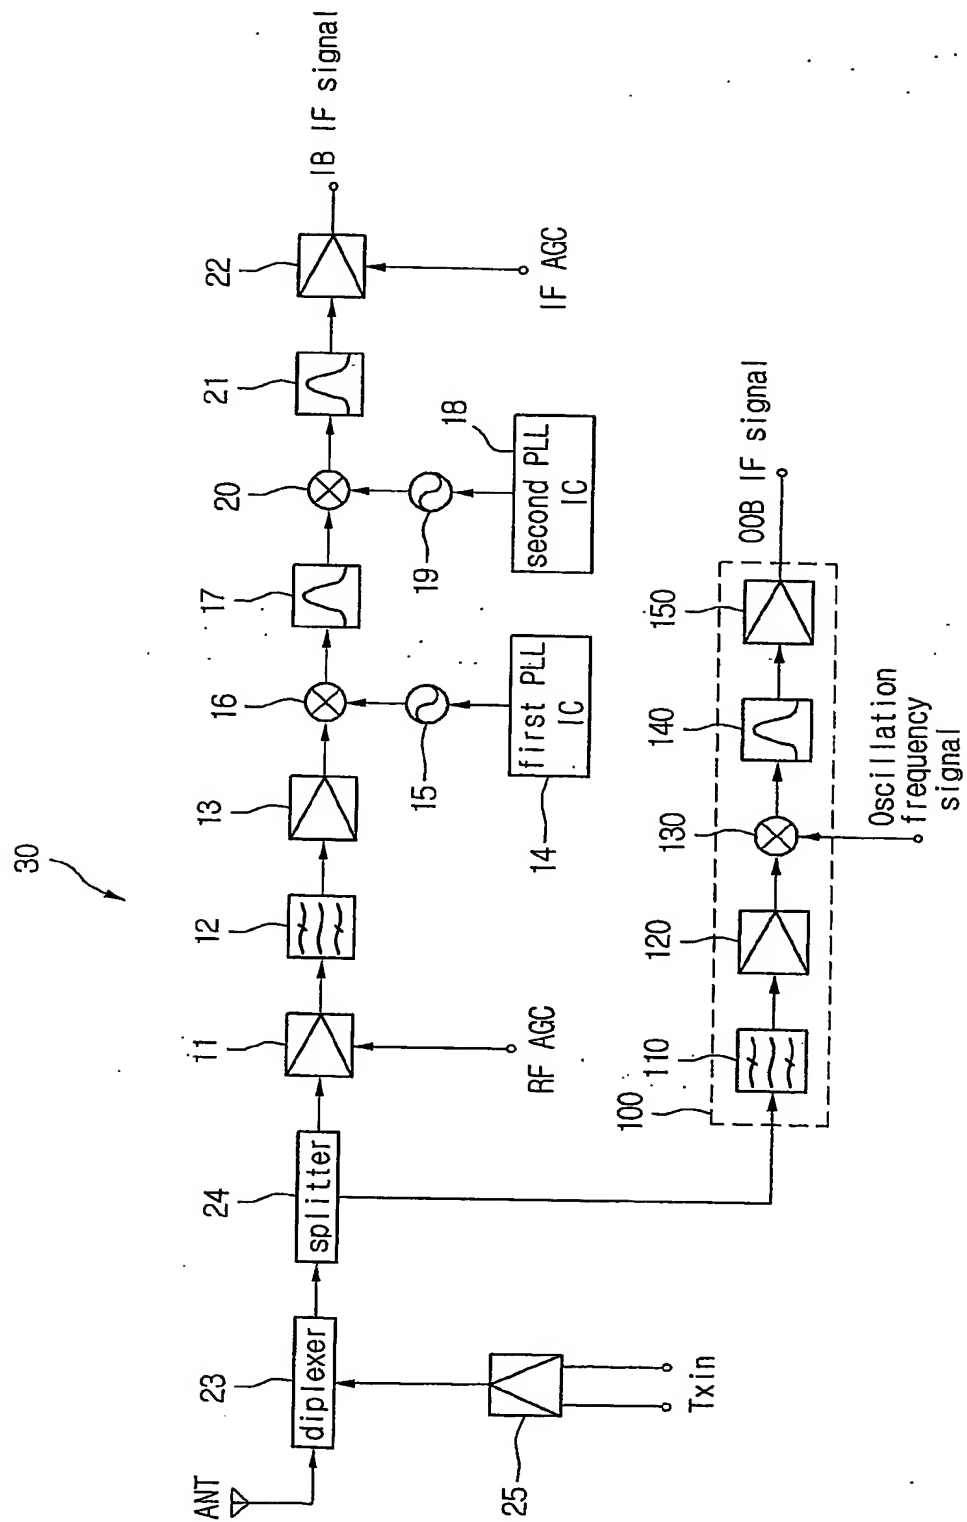 30
ANT
23
diplexer
24
splitter
11
12
13
16
17
20
21
22
IB IF signal
RF AGC
15
first PLL
IC
14
19
18
second PLL
IC
IF AGC
25
Txin
100
110
120
130
140
150
OOB IF signal
Oscillation
frequency
signal